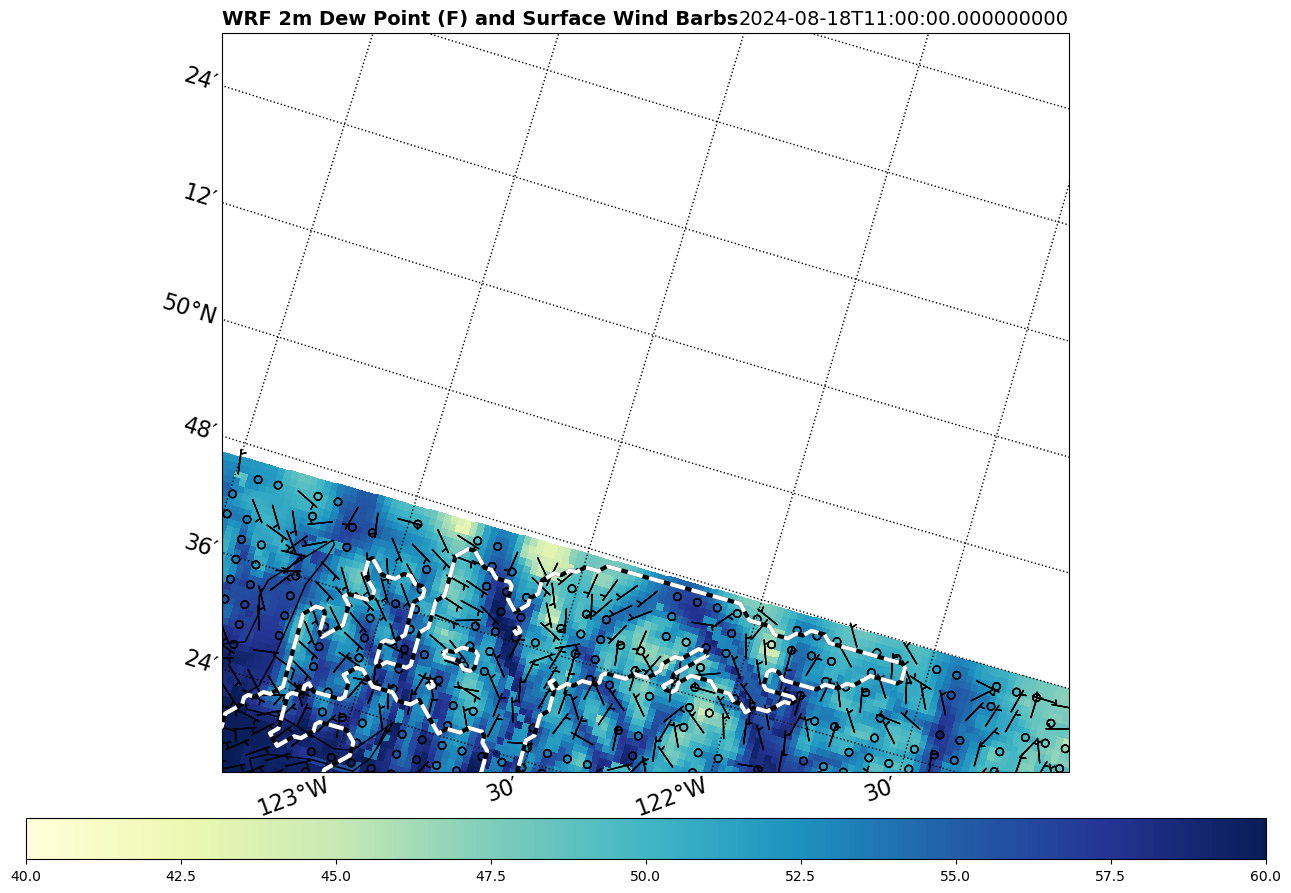 WRF 2m Dew Point (F) and Surface Wind Barbs 2024-08-18T11:00:00.000000000
24′
12′
50°N
48′
36′
24′
123°W 30′ 122°W 30′
40.0 42.5 45.0 47.5 50.0 52.5 55.0 57.5 60.0